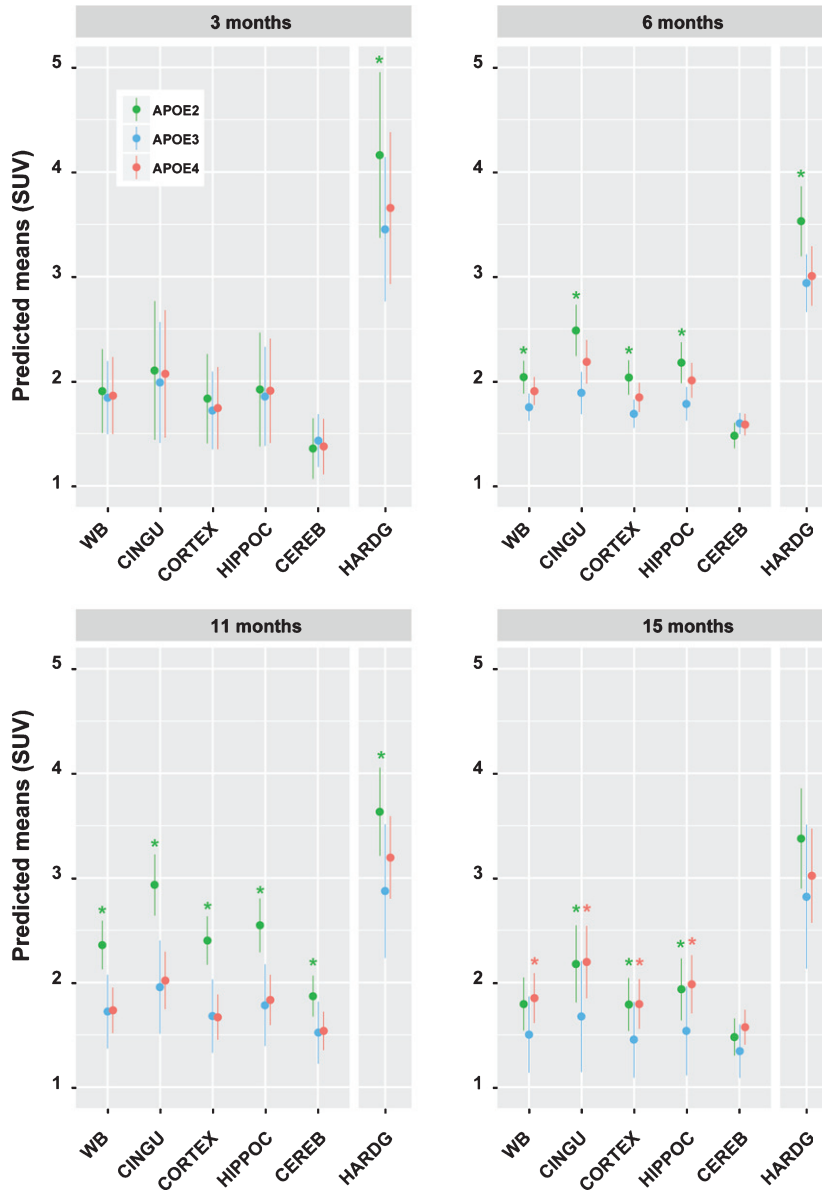 3 months
6 months
Predicted means (SUV)
5
4
3
2
1
*
APOE2
APOE3
APOE4
WB
CINGU
CORTEX
HIPPOC
CEREB
HARDG
5
4
3
2
1
* * * * *
WB
CINGU
CORTEX
HIPPOC
CEREB
HARDG
11 months
15 months
Predicted means (SUV)
5
4
3
2
1
* * * * * *
WB
CINGU
CORTEX
HIPPOC
CEREB
HARDG
5
4
3
2
1
* * * * * * *
WB
CINGU
CORTEX
HIPPOC
CEREB
HARDG